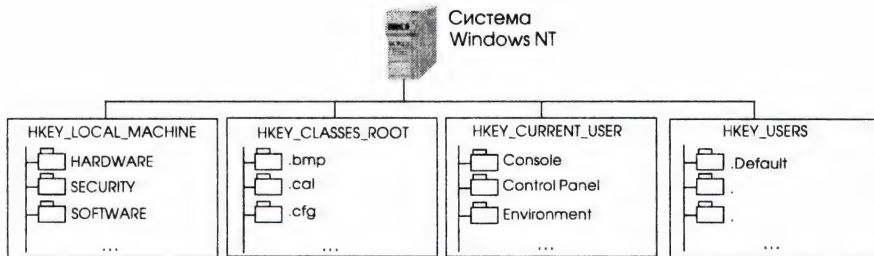 Система
Windows NT
HKEY_LOCAL_MACHINE
HARDWARE
SECURITY
SOFTWARE
...
HKEY_CLASSES_ROOT
.bmp
.cal
.cfg
...
HKEY_CURRENT_USER
Console
Control Panel
Environment
...
HKEY_USERS
.Default
.
.
...